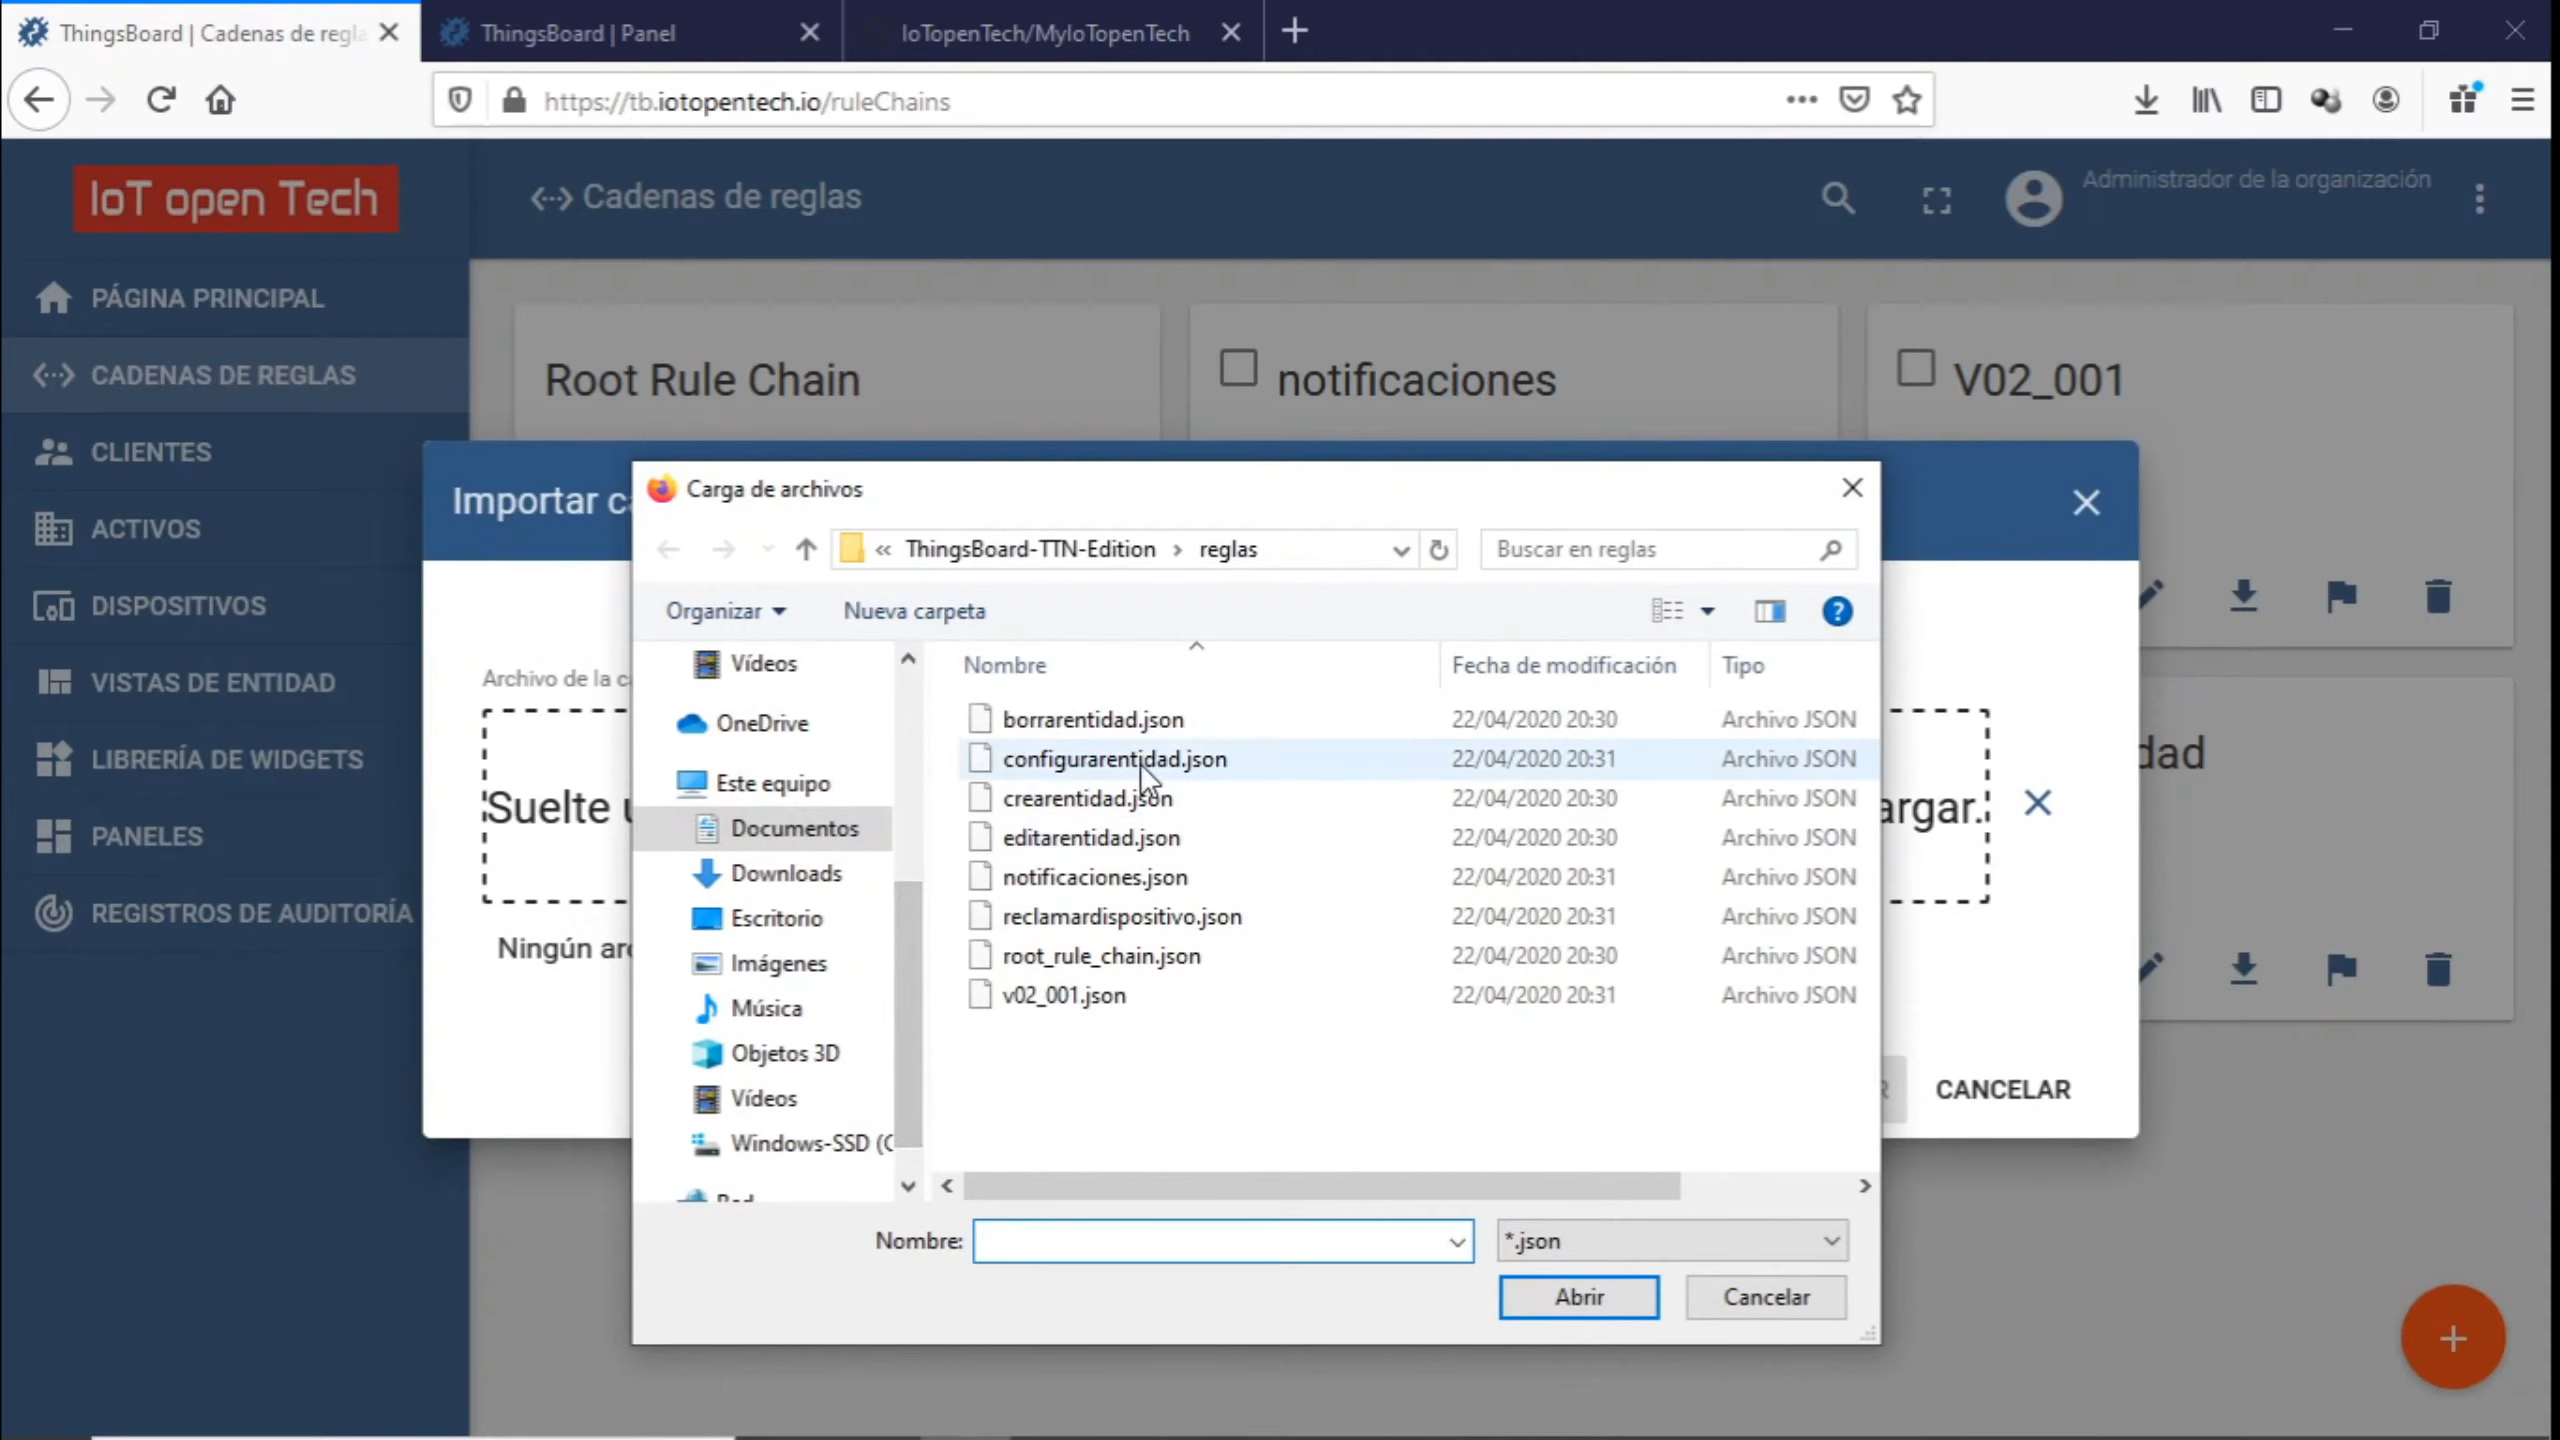 ThingsBoard | Cadenas de regla
ThingsBoard | Panel
IoTopenTech/MyIoTopenTech
https://tb.iotopentech.io/ruleChains
IoT open Tech
Cadenas de reglas
Administrador de la organización
PÁGINA PRINCIPAL
CADENAS DE REGLAS
CLIENTES
ACTIVOS
DISPOSITIVOS
VISTAS DE ENTIDAD
LIBRERÍA DE WIDGETS
PANELES
REGISTROS DE AUDITORÍA
Root Rule Chain
notificaciones
V02_001
dad
Importar c
Archivo de la c
Suelte
argar.
Ningún
CANCELAR
Carga de archivos
« ThingsBoard-TTN-Edition › reglas
Buscar en reglas
Organizar
Nueva carpeta
Vídeos
OneDrive
Este equipo
Documentos
Downloads
Escritorio
Imágenes
Música
Objetos 3D
Vídeos
Windows-SSD (C
Nombre Fecha de modificación Tipo
borrarentidad.json 22/04/2020 20:30 Archivo JSON
configurarentidad.json 22/04/2020 20:31 Archivo JSON
crearentidad.json 22/04/2020 20:30 Archivo JSON
editarentidad.json 22/04/2020 20:30 Archivo JSON
notificaciones.json 22/04/2020 20:31 Archivo JSON
reclamardispositivo.json 22/04/2020 20:31 Archivo JSON
root_rule_chain.json 22/04/2020 20:30 Archivo JSON
v02_001.json 22/04/2020 20:31 Archivo JSON
Nombre:
*.json
Abrir
Cancelar